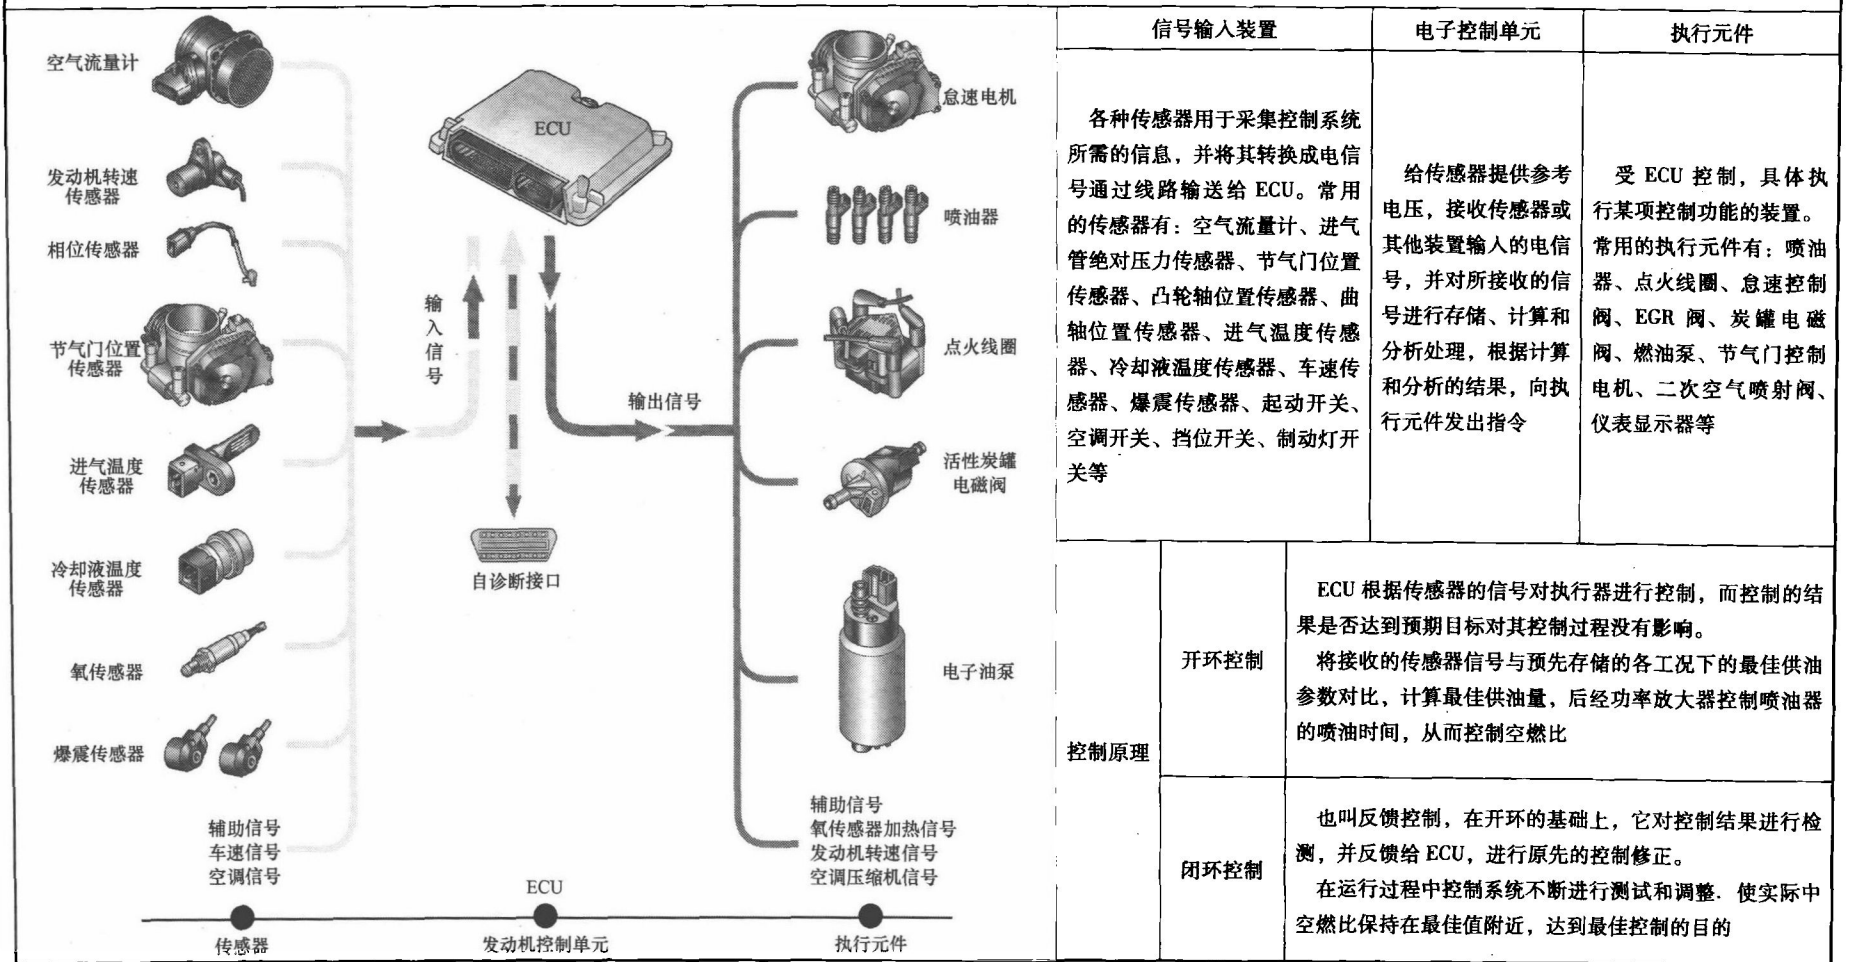 空气流量计
发动机转速
传感器
相位传感器
节气门位置
传感器
进气温度
传感器
冷却液温度
传感器
氧传感器
爆震传感器
辅助信号
车速信号
空调信号
ECU
输
入
信
号
自诊断接口
输出信号
怠速电机
喷油器
点火线圈
活性炭罐
电磁阀
电子油泵
辅助信号
氧传感器加热信号
发动机转速信号
空调压缩机信号
ECU
传感器
发动机控制单元
执行元件
信号输入装置
电子控制单元
执行元件
各种传感器用于采集控制系统
所需的信息，并将其转换成电信
号通过线路输送给 ECU。常用
的传感器有：空气流量计、进气
管绝对压力传感器、节气门位置
传感器、凸轮轴位置传感器、曲
轴位置传感器、进气温度传感
器、冷却液温度传感器、车速传
感器、爆震传感器、起动开关、
空调开关、挡位开关、制动灯开
关等
给传感器提供参考
电压，接收传感器或
其他装置输入的电信
号，并对所接收的信
号进行存储、计算和
分析处理，根据计算
和分析的结果，向执
行元件发出指令
受 ECU 控制，具体执
行某项控制功能的装置。
常用的执行元件有：喷油
器、点火线圈、怠速控制
阀、EGR 阀、炭罐电磁
阀、燃油泵、节气门控制
电机、二次空气喷射阀、
仪表显示器等
控制原理
开环控制
ECU 根据传感器的信号对执行器进行控制，而控制的结
果是否达到预期目标对其控制过程没有影响。
将接收的传感器信号与预先存储的各工况下的最佳供油
参数对比，计算最佳供油量，后经功率放大器控制喷油器
的喷油时间，从而控制空燃比
闭环控制
也叫反馈控制，在开环的基础上，它对控制结果进行检
测，并反馈给 ECU，进行原先的控制修正。
在运行过程中控制系统不断进行测试和调整．使实际中
空燃比保持在最佳值附近，达到最佳控制的目的